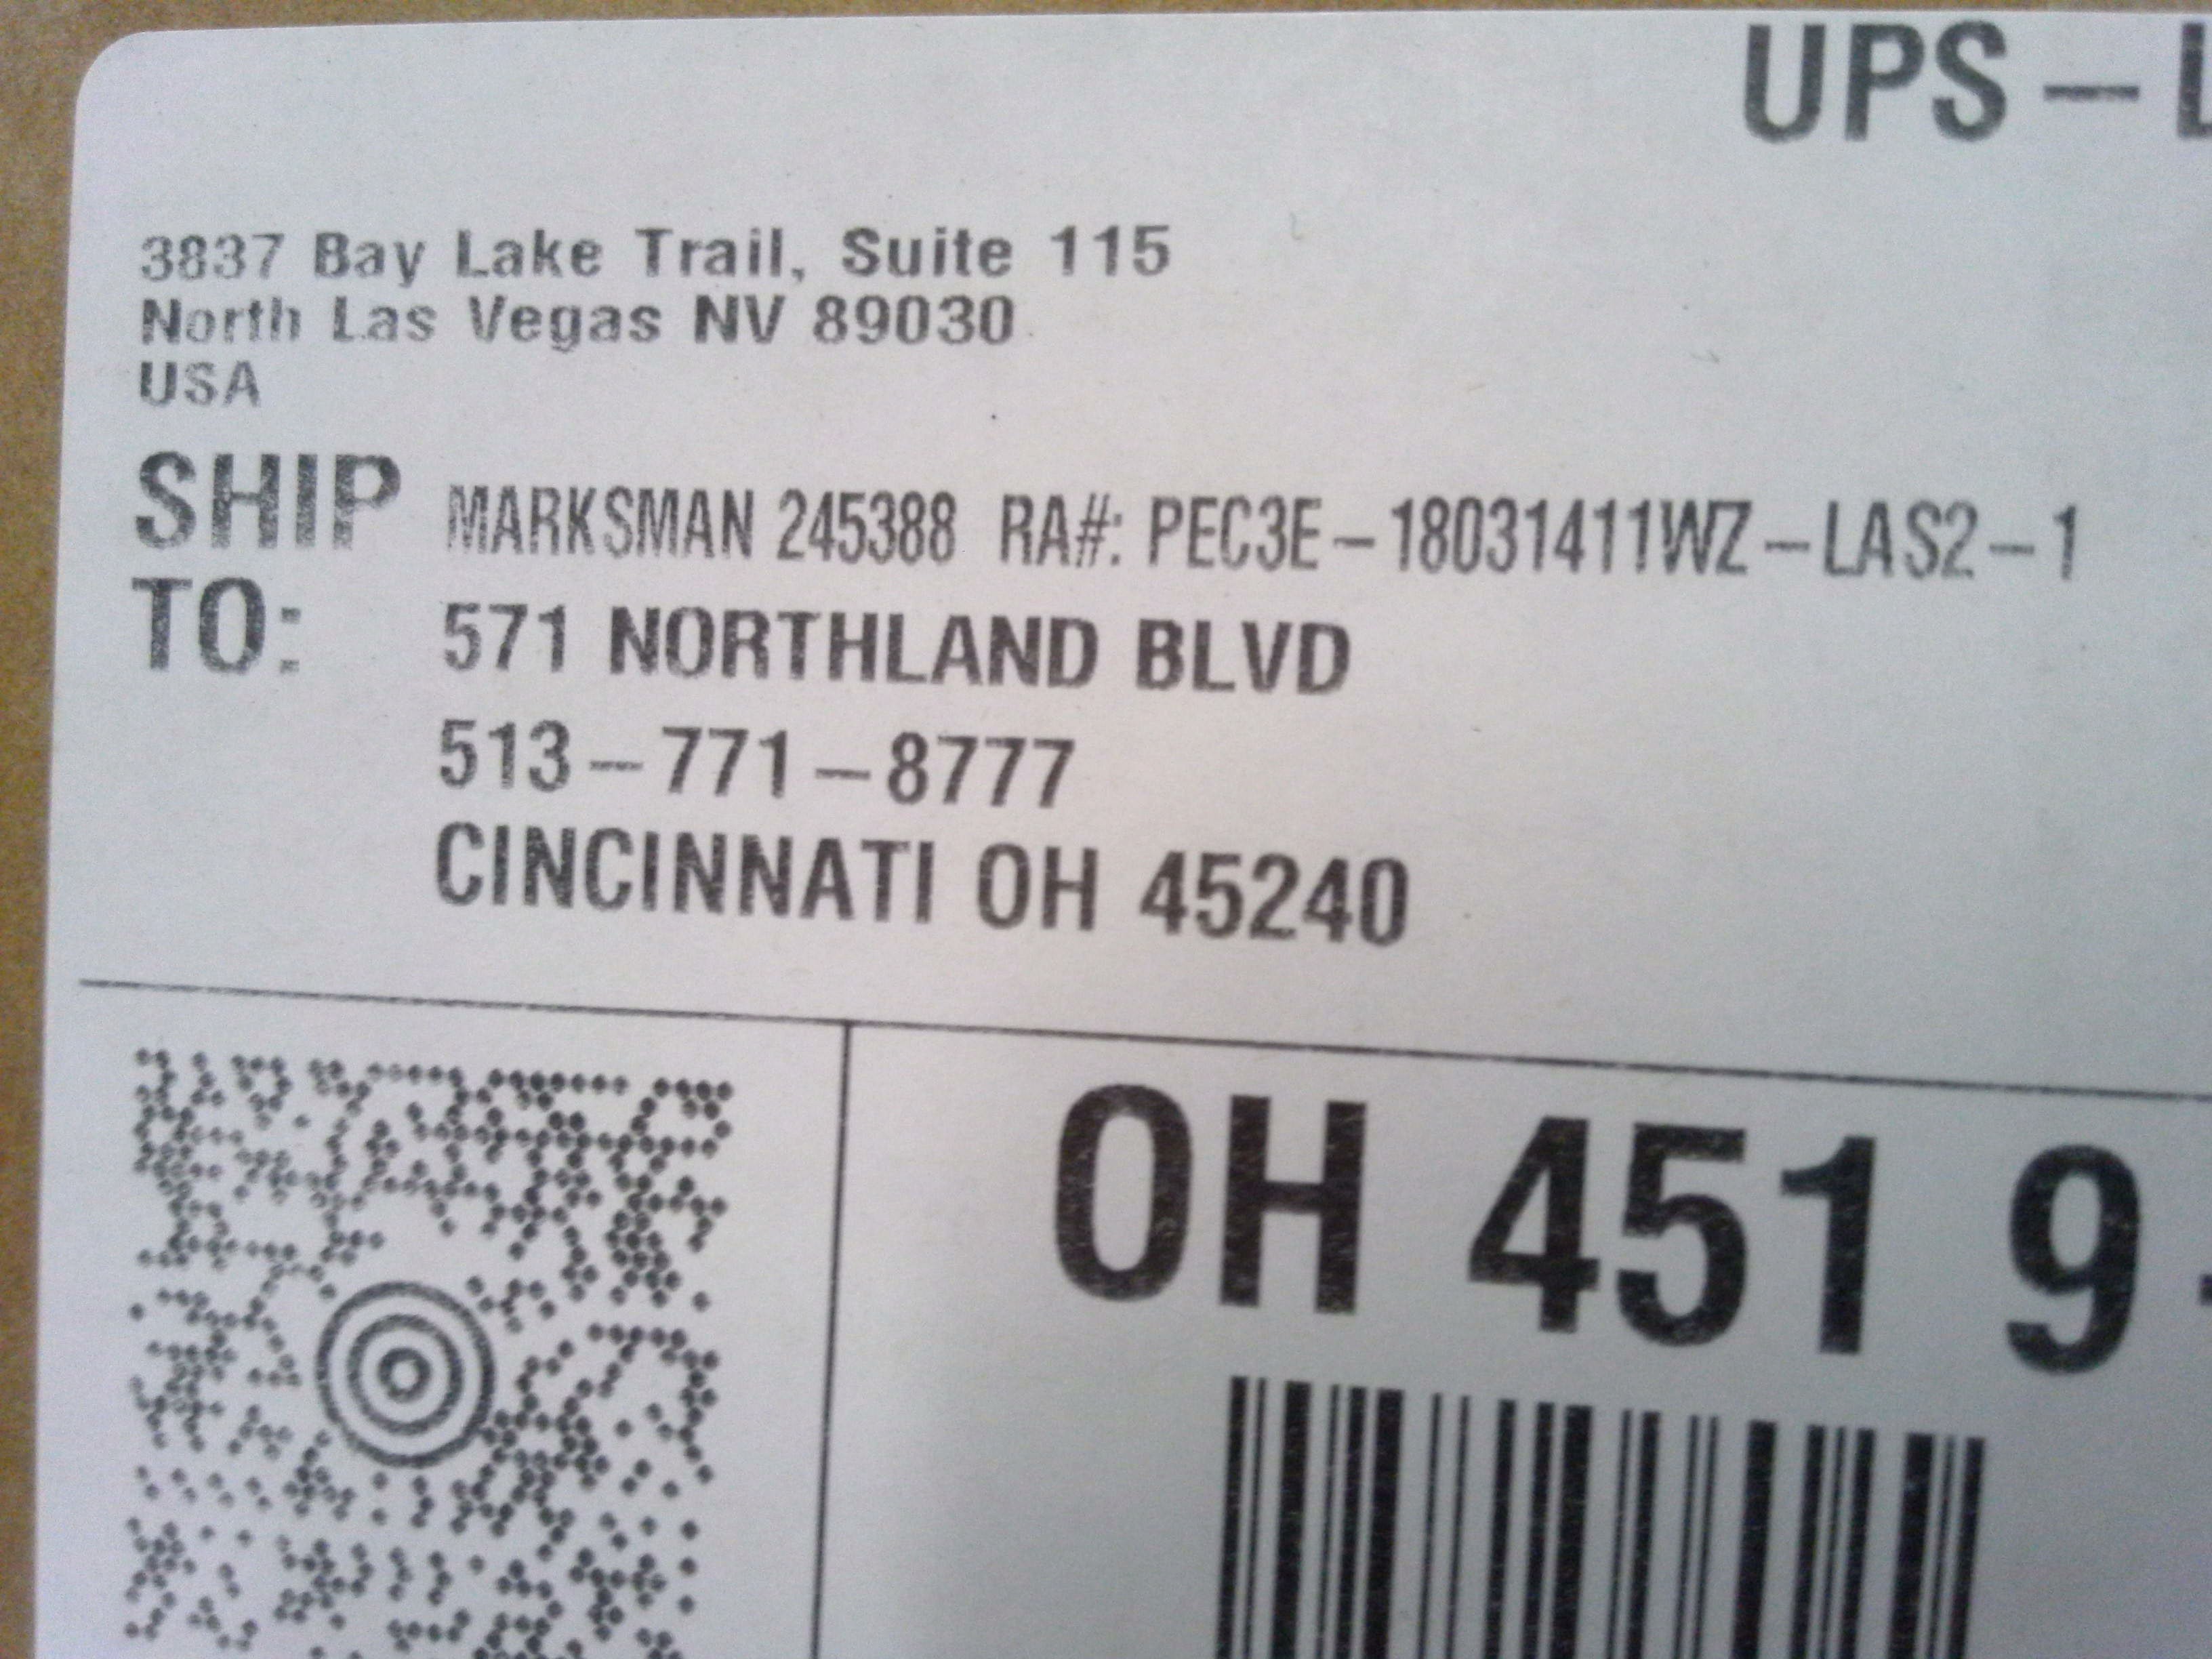 UPS – L
3837 Bay Lake Trail, Suite 115
North Las Vegas NV 89030
USA
SHIP TO:
MARKSMAN 245388 RA#: PEC3E–18031411WZ–LAS2–1
571 NORTHLAND BLVD
513–771–8777
CINCINNATI OH 45240
OH 451 9